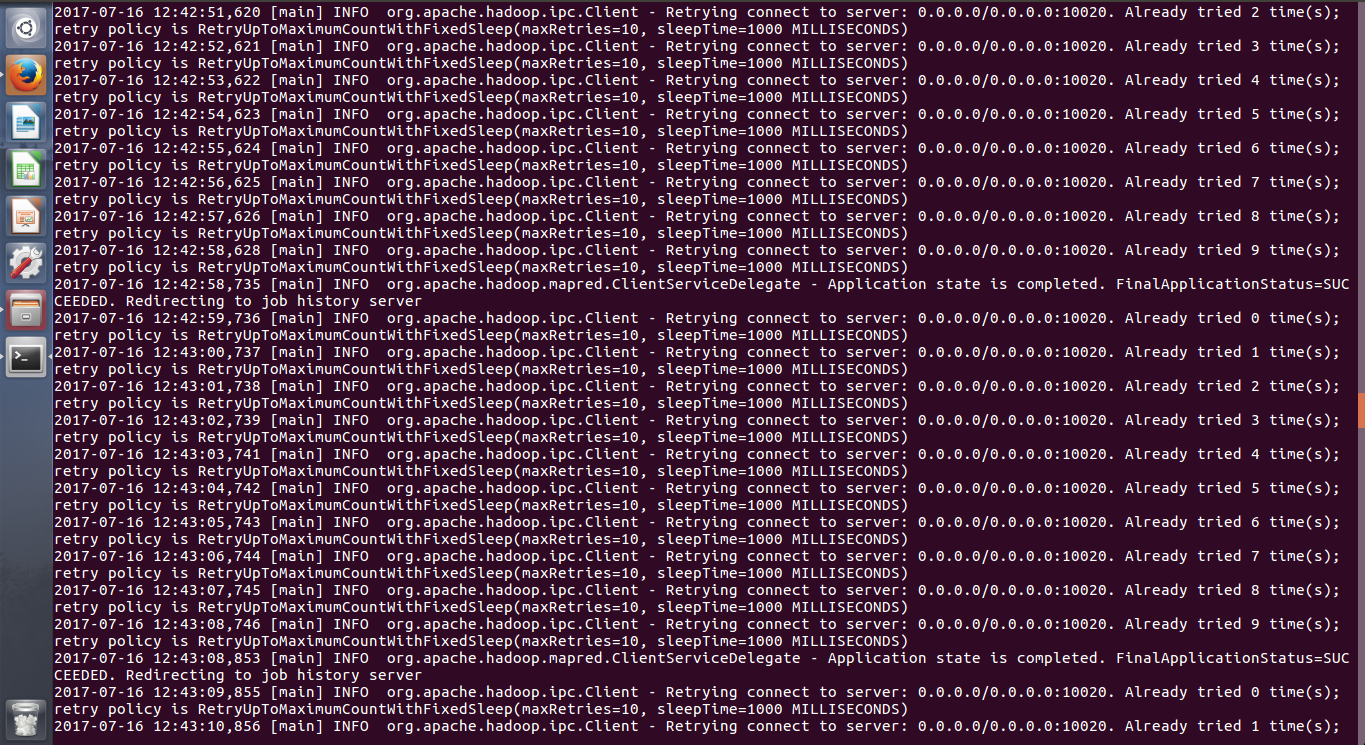 2017-07-16 12:42:51,620 [main] INFO  org.apache.hadoop.ipc.Client - Retrying connect to server: 0.0.0.0/0.0.0.0:10020. Already tried 2 time(s);
retry policy is RetryUpToMaximumCountWithFixedSleep(maxRetries=10, sleepTime=1000 MILLISECONDS)
2017-07-16 12:42:52,621 [main] INFO  org.apache.hadoop.ipc.Client - Retrying connect to server: 0.0.0.0/0.0.0.0:10020. Already tried 3 time(s);
retry policy is RetryUpToMaximumCountWithFixedSleep(maxRetries=10, sleepTime=1000 MILLISECONDS)
2017-07-16 12:42:53,622 [main] INFO  org.apache.hadoop.ipc.Client - Retrying connect to server: 0.0.0.0/0.0.0.0:10020. Already tried 4 time(s);
retry policy is RetryUpToMaximumCountWithFixedSleep(maxRetries=10, sleepTime=1000 MILLISECONDS)
2017-07-16 12:42:54,623 [main] INFO  org.apache.hadoop.ipc.Client - Retrying connect to server: 0.0.0.0/0.0.0.0:10020. Already tried 5 time(s);
retry policy is RetryUpToMaximumCountWithFixedSleep(maxRetries=10, sleepTime=1000 MILLISECONDS)
2017-07-16 12:42:55,624 [main] INFO  org.apache.hadoop.ipc.Client - Retrying connect to server: 0.0.0.0/0.0.0.0:10020. Already tried 6 time(s);
retry policy is RetryUpToMaximumCountWithFixedSleep(maxRetries=10, sleepTime=1000 MILLISECONDS)
2017-07-16 12:42:56,625 [main] INFO  org.apache.hadoop.ipc.Client - Retrying connect to server: 0.0.0.0/0.0.0.0:10020. Already tried 7 time(s);
retry policy is RetryUpToMaximumCountWithFixedSleep(maxRetries=10, sleepTime=1000 MILLISECONDS)
2017-07-16 12:42:57,626 [main] INFO  org.apache.hadoop.ipc.Client - Retrying connect to server: 0.0.0.0/0.0.0.0:10020. Already tried 8 time(s);
retry policy is RetryUpToMaximumCountWithFixedSleep(maxRetries=10, sleepTime=1000 MILLISECONDS)
2017-07-16 12:42:58,628 [main] INFO  org.apache.hadoop.ipc.Client - Retrying connect to server: 0.0.0.0/0.0.0.0:10020. Already tried 9 time(s);
retry policy is RetryUpToMaximumCountWithFixedSleep(maxRetries=10, sleepTime=1000 MILLISECONDS)
2017-07-16 12:42:58,735 [main] INFO  org.apache.hadoop.mapred.ClientServiceDelegate - Application state is completed. FinalApplicationStatus=SUC
CEEDED. Redirecting to job history server
2017-07-16 12:42:59,736 [main] INFO  org.apache.hadoop.ipc.Client - Retrying connect to server: 0.0.0.0/0.0.0.0:10020. Already tried 0 time(s);
retry policy is RetryUpToMaximumCountWithFixedSleep(maxRetries=10, sleepTime=1000 MILLISECONDS)
2017-07-16 12:43:00,737 [main] INFO  org.apache.hadoop.ipc.Client - Retrying connect to server: 0.0.0.0/0.0.0.0:10020. Already tried 1 time(s);
retry policy is RetryUpToMaximumCountWithFixedSleep(maxRetries=10, sleepTime=1000 MILLISECONDS)
2017-07-16 12:43:01,738 [main] INFO  org.apache.hadoop.ipc.Client - Retrying connect to server: 0.0.0.0/0.0.0.0:10020. Already tried 2 time(s);
retry policy is RetryUpToMaximumCountWithFixedSleep(maxRetries=10, sleepTime=1000 MILLISECONDS)
2017-07-16 12:43:02,739 [main] INFO  org.apache.hadoop.ipc.Client - Retrying connect to server: 0.0.0.0/0.0.0.0:10020. Already tried 3 time(s);
retry policy is RetryUpToMaximumCountWithFixedSleep(maxRetries=10, sleepTime=1000 MILLISECONDS)
2017-07-16 12:43:03,741 [main] INFO  org.apache.hadoop.ipc.Client - Retrying connect to server: 0.0.0.0/0.0.0.0:10020. Already tried 4 time(s);
retry policy is RetryUpToMaximumCountWithFixedSleep(maxRetries=10, sleepTime=1000 MILLISECONDS)
2017-07-16 12:43:04,742 [main] INFO  org.apache.hadoop.ipc.Client - Retrying connect to server: 0.0.0.0/0.0.0.0:10020. Already tried 5 time(s);
retry policy is RetryUpToMaximumCountWithFixedSleep(maxRetries=10, sleepTime=1000 MILLISECONDS)
2017-07-16 12:43:05,743 [main] INFO  org.apache.hadoop.ipc.Client - Retrying connect to server: 0.0.0.0/0.0.0.0:10020. Already tried 6 time(s);
retry policy is RetryUpToMaximumCountWithFixedSleep(maxRetries=10, sleepTime=1000 MILLISECONDS)
2017-07-16 12:43:06,744 [main] INFO  org.apache.hadoop.ipc.Client - Retrying connect to server: 0.0.0.0/0.0.0.0:10020. Already tried 7 time(s);
retry policy is RetryUpToMaximumCountWithFixedSleep(maxRetries=10, sleepTime=1000 MILLISECONDS)
2017-07-16 12:43:07,745 [main] INFO  org.apache.hadoop.ipc.Client - Retrying connect to server: 0.0.0.0/0.0.0.0:10020. Already tried 8 time(s);
retry policy is RetryUpToMaximumCountWithFixedSleep(maxRetries=10, sleepTime=1000 MILLISECONDS)
2017-07-16 12:43:08,746 [main] INFO  org.apache.hadoop.ipc.Client - Retrying connect to server: 0.0.0.0/0.0.0.0:10020. Already tried 9 time(s);
retry policy is RetryUpToMaximumCountWithFixedSleep(maxRetries=10, sleepTime=1000 MILLISECONDS)
2017-07-16 12:43:08,853 [main] INFO  org.apache.hadoop.mapred.ClientServiceDelegate - Application state is completed. FinalApplicationStatus=SUC
CEEDED. Redirecting to job history server
2017-07-16 12:43:09,855 [main] INFO  org.apache.hadoop.ipc.Client - Retrying connect to server: 0.0.0.0/0.0.0.0:10020. Already tried 0 time(s);
retry policy is RetryUpToMaximumCountWithFixedSleep(maxRetries=10, sleepTime=1000 MILLISECONDS)
2017-07-16 12:43:10,856 [main] INFO  org.apache.hadoop.ipc.Client - Retrying connect to server: 0.0.0.0/0.0.0.0:10020. Already tried 1 time(s);